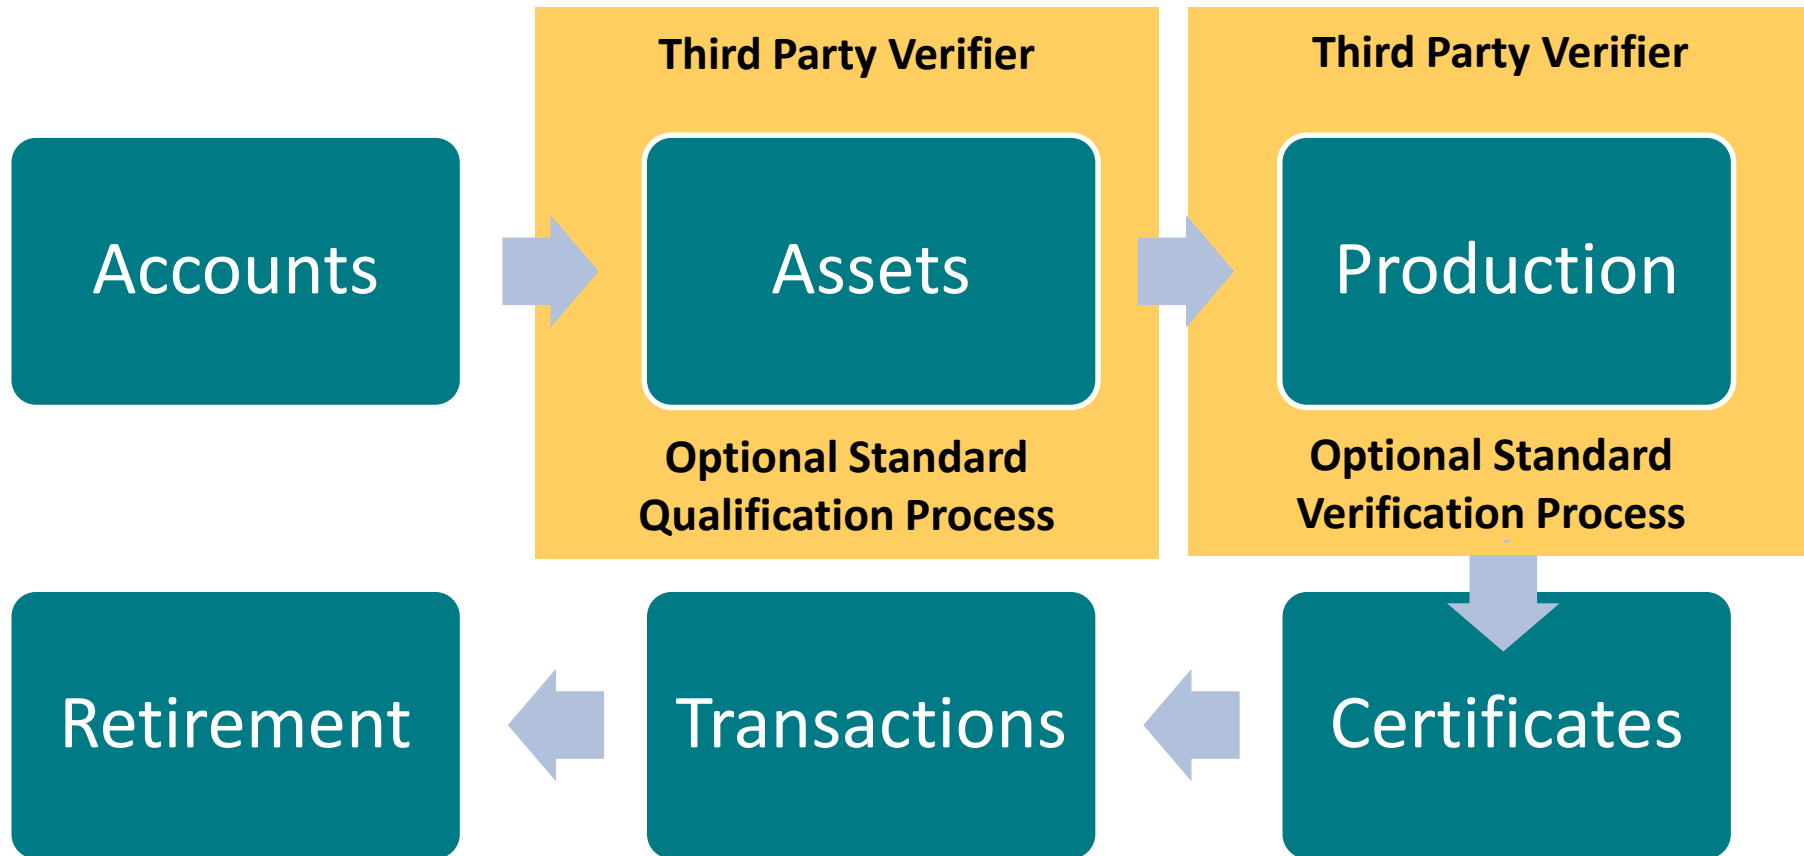 Third Party Verifier
Third Party Verifier
Accounts
Assets
Production
Optional Standard
Qualification Process
Optional Standard
Verification Process
Retirement
Transactions
Certificates